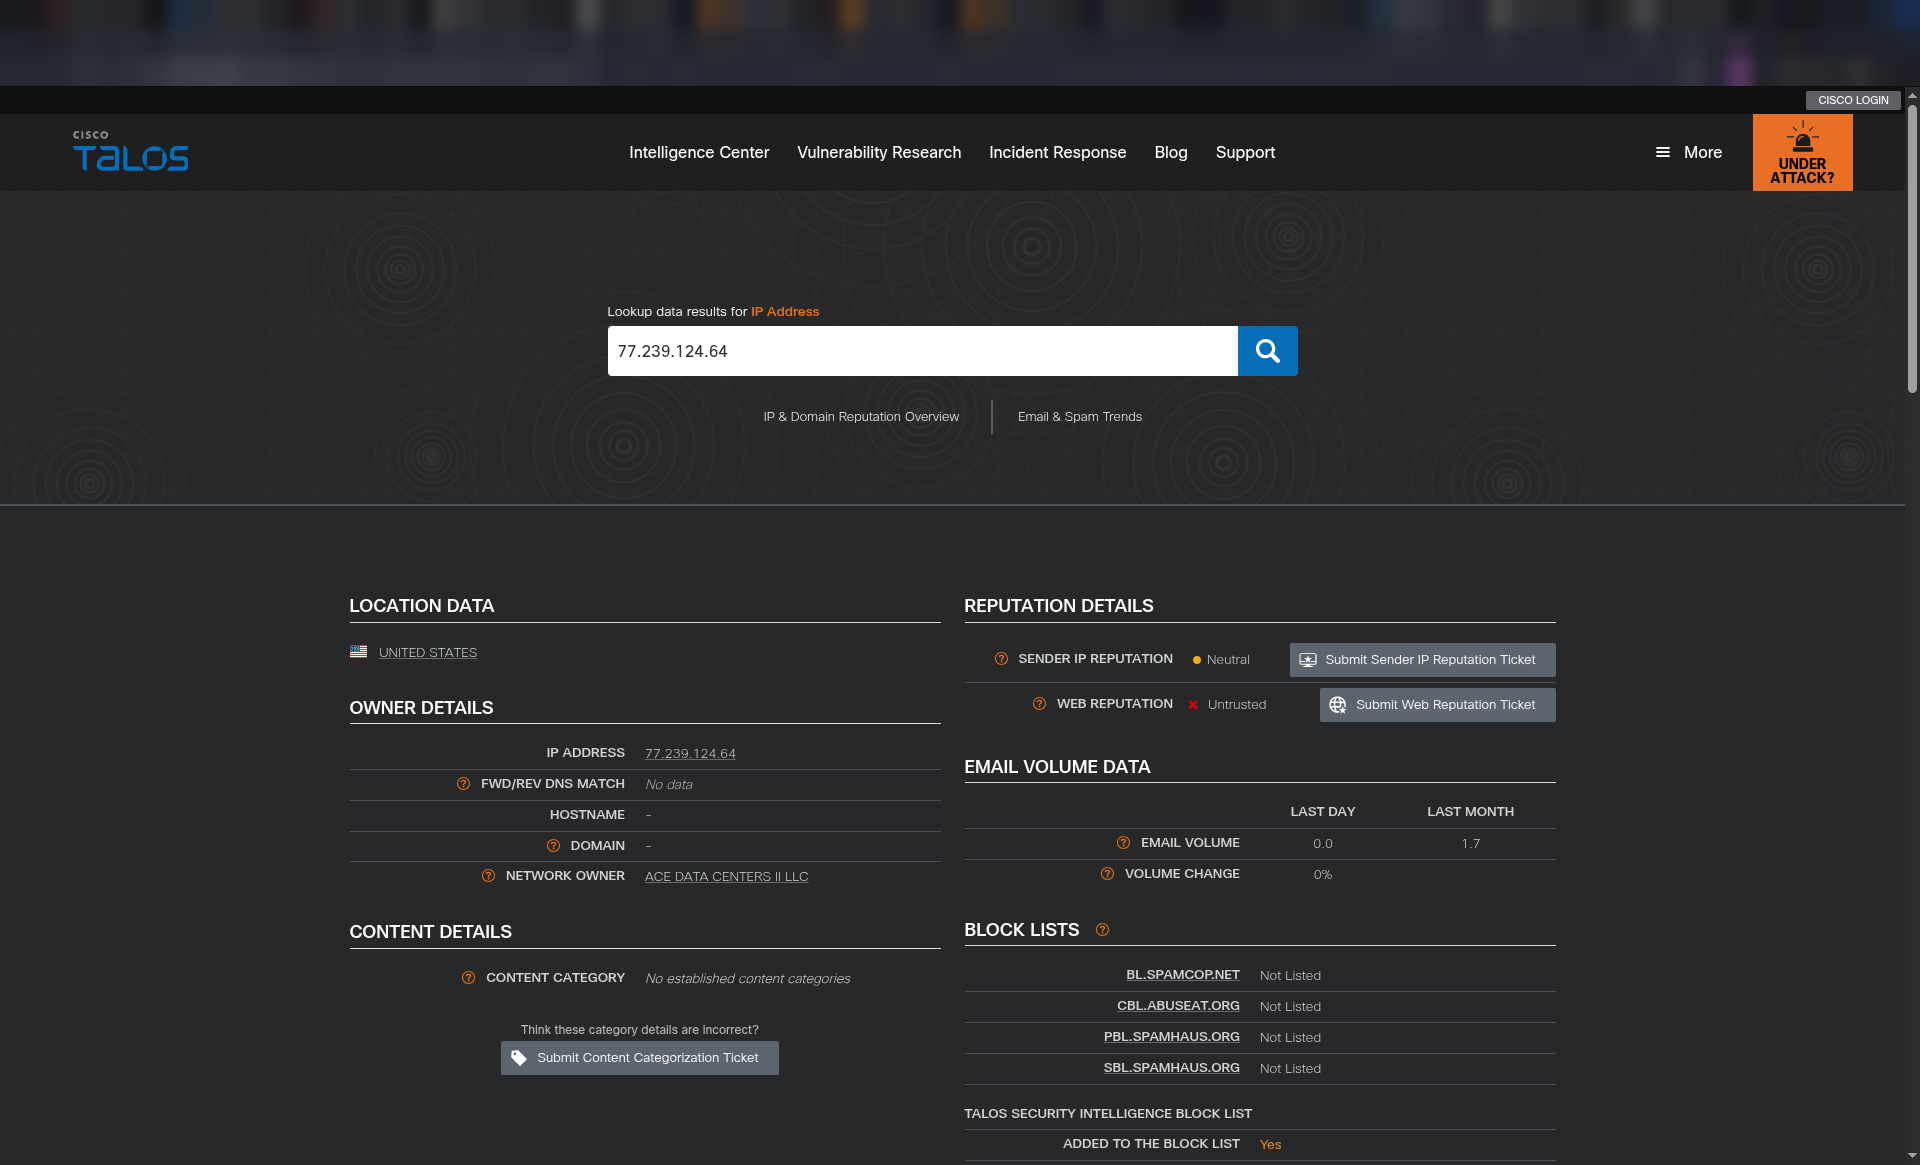 CISCO LOGIN
CISCO
TALOS
Intelligence Center
Vulnerability Research
Incident Response
Blog
Support
More
UNDER
ATTACK?
Lookup data results for IP Address
77.239.124.64
IP & Domain Reputation Overview
Email & Spam Trends
LOCATION DATA
UNITED STATES
OWNER DETAILS
IP ADDRESS 77.239.124.64
FWD/REV DNS MATCH No data
HOSTNAME -
DOMAIN -
NETWORK OWNER ACE DATA CENTERS II LLC
CONTENT DETAILS
CONTENT CATEGORY No established content categories
Think these category details are incorrect?
Submit Content Categorization Ticket
REPUTATION DETAILS
SENDER IP REPUTATION Neutral Submit Sender IP Reputation Ticket
WEB REPUTATION Untrusted Submit Web Reputation Ticket
EMAIL VOLUME DATA
LAST DAY LAST MONTH
EMAIL VOLUME 0.0 1.7
VOLUME CHANGE 0%
BLOCK LISTS
BL.SPAMCOP.NET Not Listed
CBL.ABUSEAT.ORG Not Listed
PBL.SPAMHAUS.ORG Not Listed
SBL.SPAMHAUS.ORG Not Listed
TALOS SECURITY INTELLIGENCE BLOCK LIST
ADDED TO THE BLOCK LIST Yes